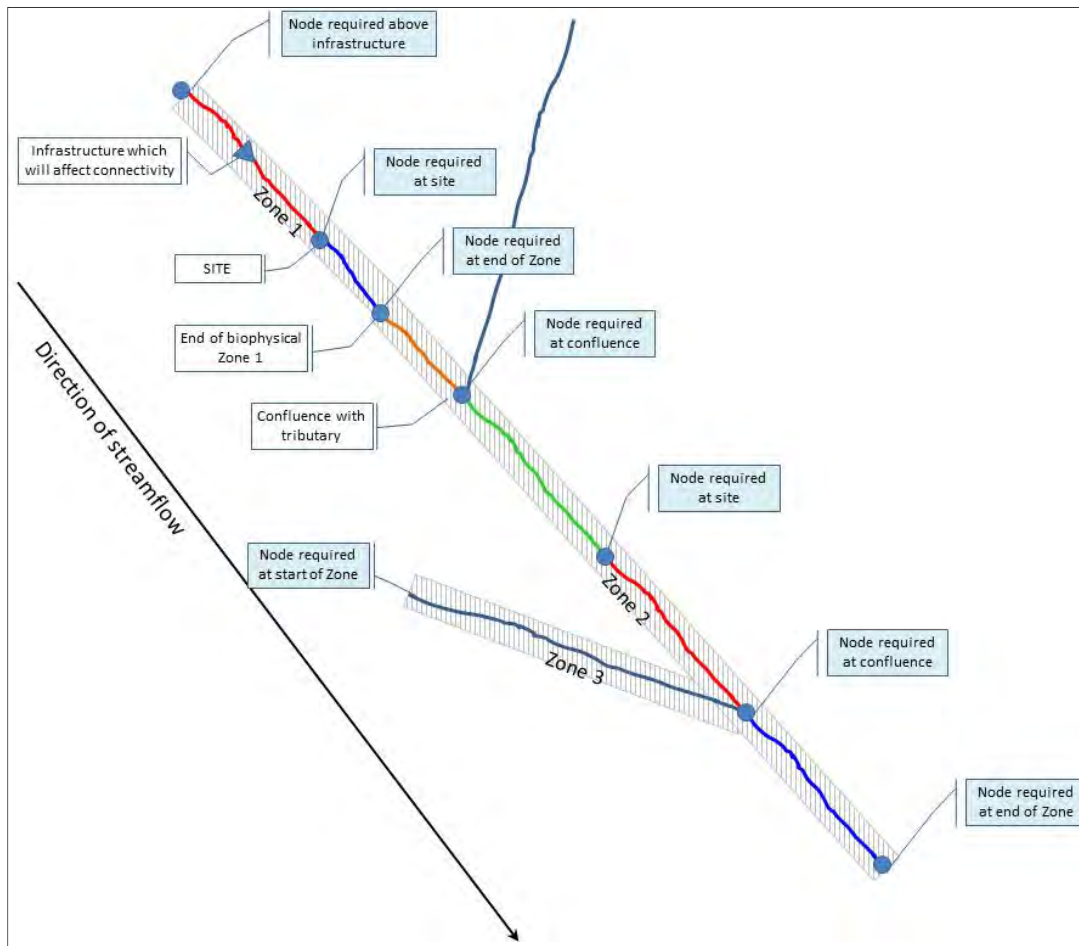 Node required above
infrastructure
Infrastructure which
will affect connectivity
Zone 1
Node required
at site
SITE
Node required
at end of Zone
End of biophysical
Zone 1
Node required
at confluence
Confluence with
tributary
Direction of streamflow
Node required
at site
Node required
at start of Zone
Zone 2
Zone 3
Node required
at confluence
Node required
at end of Zone